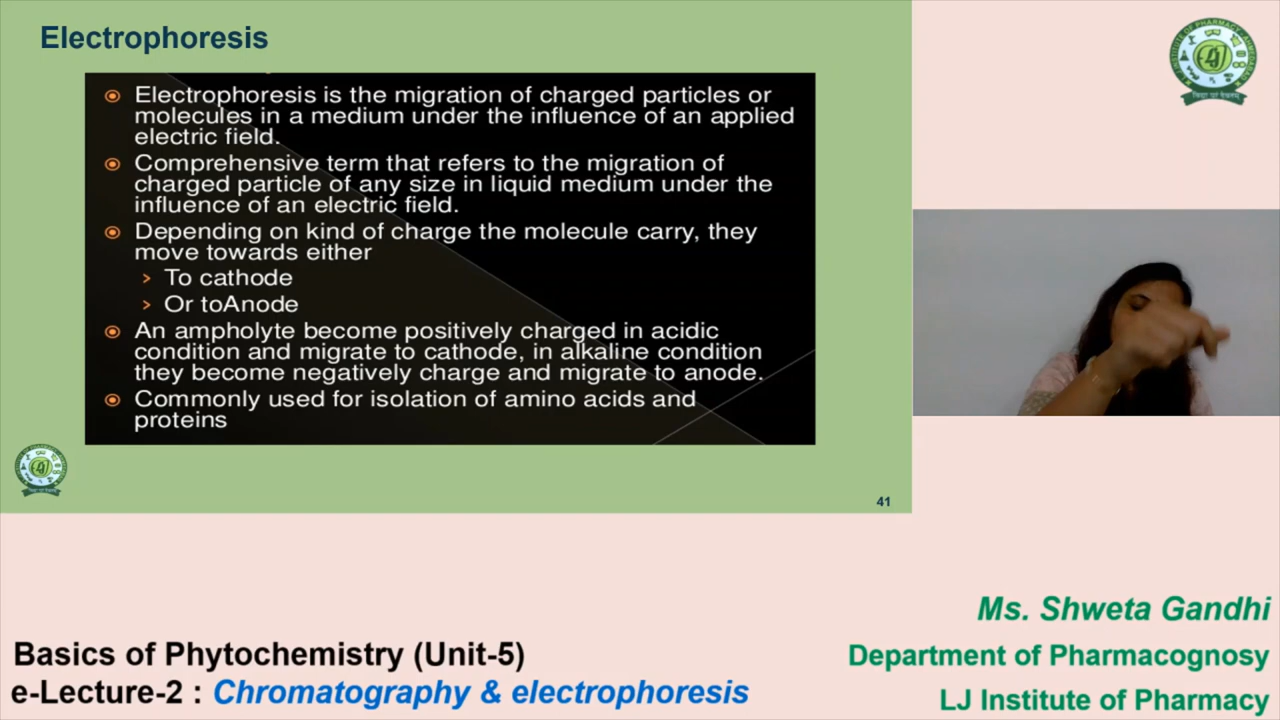 Electrophoresis
Electrophoresis is the migration of charged particles or
molecules in a medium under the influence of an applied
electric field.
Comprehensive term that refers to the migration of
charged particle of any size in liquid medium under the
influence of an electric field.
Depending on kind of charge the molecule carry, they
move towards either
> To cathode
> Or toAnode
An ampholyte become positively charged in acidic
condition and migrate to cathode, in alkaline condition
they become negatively charge and migrate to anode.
Commonly used for isolation of amino acids and
proteins
41
Ms. Shweta Gandhi
Basics of Phytochemistry (Unit-5)
Department of Pharmacognosy
e-Lecture-2 : Chromatography & electrophoresis
LJ Institute of Pharmacy